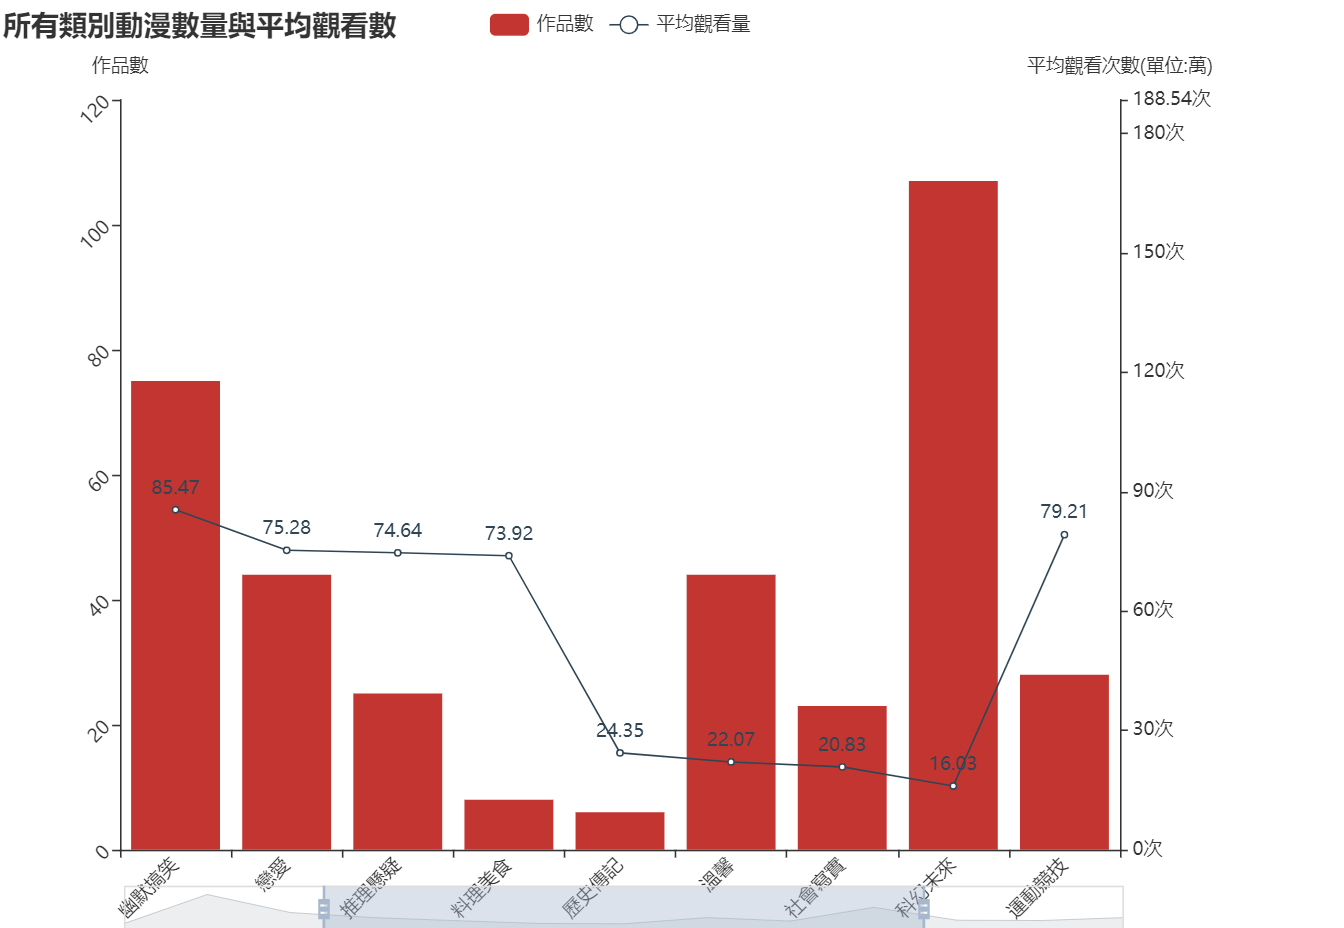 所有類別動漫數量與平均觀看數
作品數
平均觀看量
作品數
平均觀看次數(單位:萬)
120
100
80
60
40
20
0
188.54次
180次
150次
120次
90次
60次
30次
0次
85.47
75.28
74.64
73.92
24.35
22.07
20.83
16.03
79.21
幽默搞笑
戀愛
推理懸疑
料理美食
歷史傳記
溫馨
社會寫實
科幻未來
運動競技